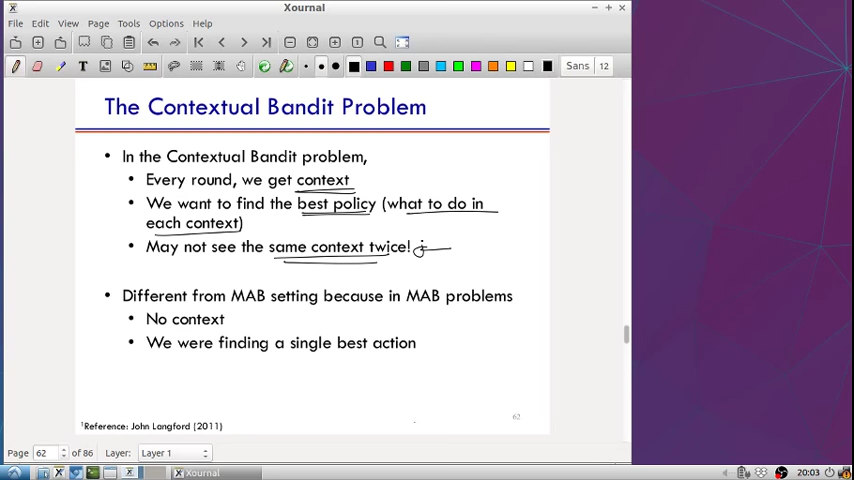 Xournal
File Edit View Page Tools Options Help
Sans 12
The Contextual Bandit Problem
• In the Contextual Bandit problem,
• Every round, we get context
• We want to find the best policy (what to do in
each context)
• May not see the same context twice!
• Different from MAB setting because in MAB problems
• No context
• We were finding a single best action
62
1Reference: John Langford (2011)
Page 62 of 86 Layer: Layer 1
Xournal 20:03